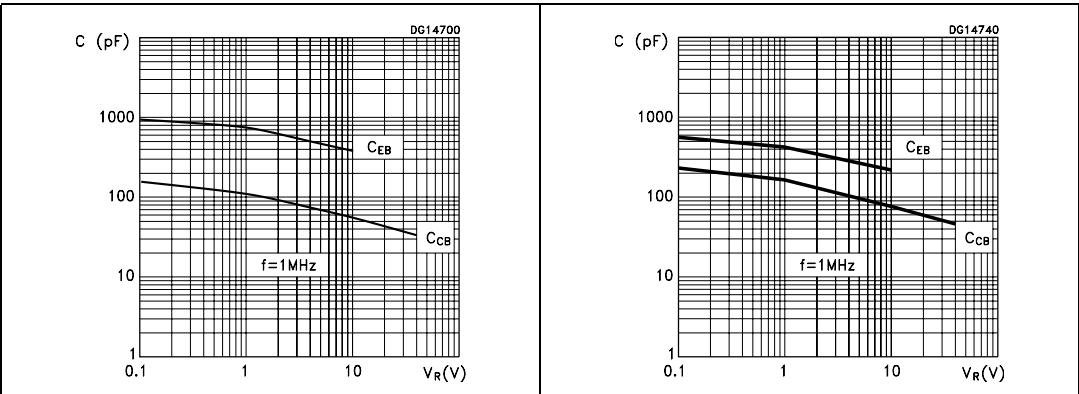 DG14700
C (pF)
1000
100
10
1
0.1
1
10
V_R(V)
C_EB
C_CB
f=1MHz
DG14740
C (pF)
1000
100
10
1
0.1
1
10
V_R(V)
C_EB
C_CB
f=1MHz